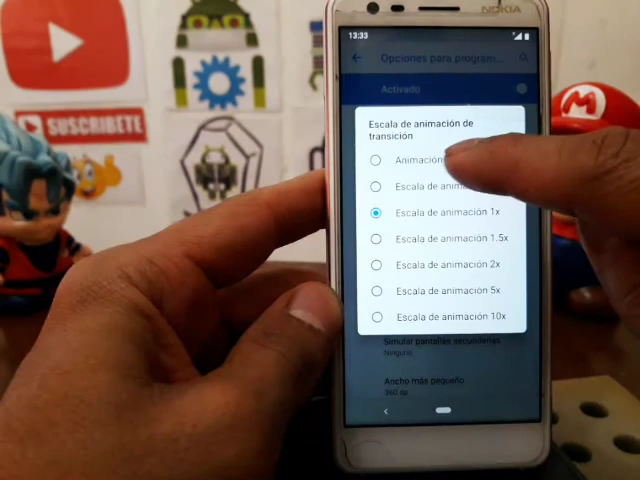 NOKIA
13:33
Opciones para program...
Activado
SUSCRIBETE
Escala de animación de
transición
Animación
Escala de anim
Escala de animación 1x
Escala de animación 1.5x
Escala de animación 2x
Escala de animación 5x
Escala de animación 10x
Simular pantallas secundarias
Ninguna
Ancho más pequeño
360 dp
M